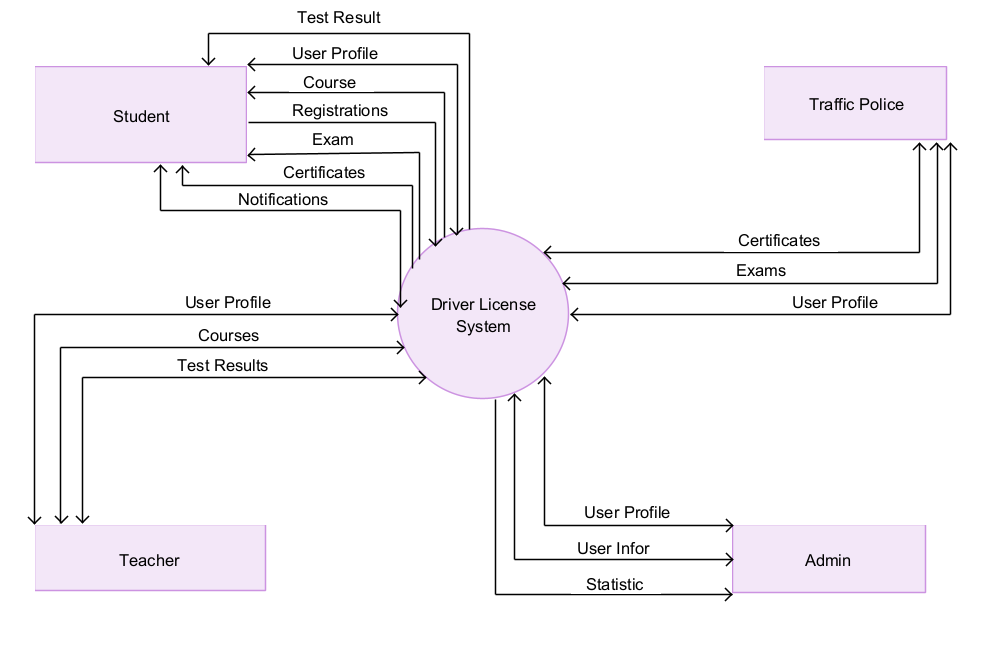 Test Result
User Profile
Course
Registrations
Exam
Certificates
Notifications
Student
Traffic Police
Certificates
Exams
User Profile
Driver License
System
User Profile
Courses
Test Results
Teacher
User Profile
User Infor
Statistic
Admin